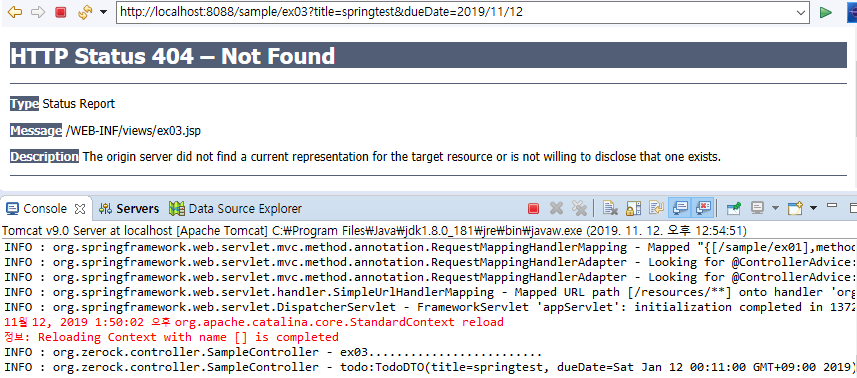 http://localhost:8088/sample/ex03?title=springtest&dueDate=2019/11/12
HTTP Status 404 – Not Found
Type Status Report
Message /WEB-INF/views/ex03.jsp
Description The origin server did not find a current representation for the target resource or is not willing to disclose that one exists.
Console Servers Data Source Explorer
Tomcat v9.0 Server at localhost [Apache Tomcat] C:\Program Files\Java\jdk1.8.0_181\jre\bin\javaw.exe (2019. 11. 12. 오후 12:54:51)
INFO : org.springframework.web.servlet.mvc.method.annotation.RequestMappingHandlerMapping - Mapped "{[/sample/ex01],method
INFO : org.springframework.web.servlet.mvc.method.annotation.RequestMappingHandlerAdapter - Looking for @ControllerAdvice:
INFO : org.springframework.web.servlet.mvc.method.annotation.RequestMappingHandlerAdapter - Looking for @ControllerAdvice:
INFO : org.springframework.web.servlet.handler.SimpleUrlHandlerMapping - Mapped URL path [/resources/**] onto handler 'org
INFO : org.springframework.web.servlet.DispatcherServlet - FrameworkServlet 'appServlet': initialization completed in 1372
11월 12, 2019 1:50:02 오후 org.apache.catalina.core.StandardContext reload
정보: Reloading Context with name [] is completed
INFO : org.zerock.controller.SampleController - ex03..........................
INFO : org.zerock.controller.SampleController - todo:TodoDTO(title=springtest, dueDate=Sat Jan 12 00:11:00 GMT+09:00 2019)